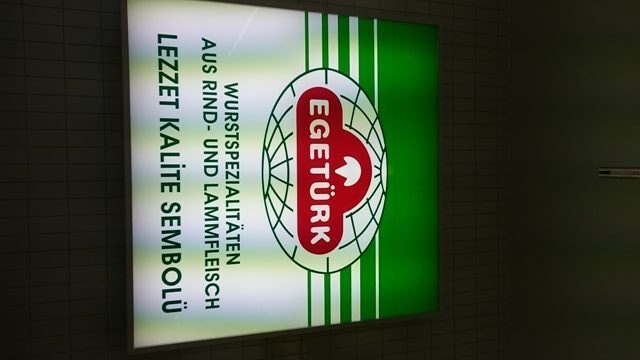 EGETÜRK
WURSTSPEZIALITÄTEN
AUS RIND- UND LAMMFLEISCH
LEZZET KALİTE SEMBOLÜ